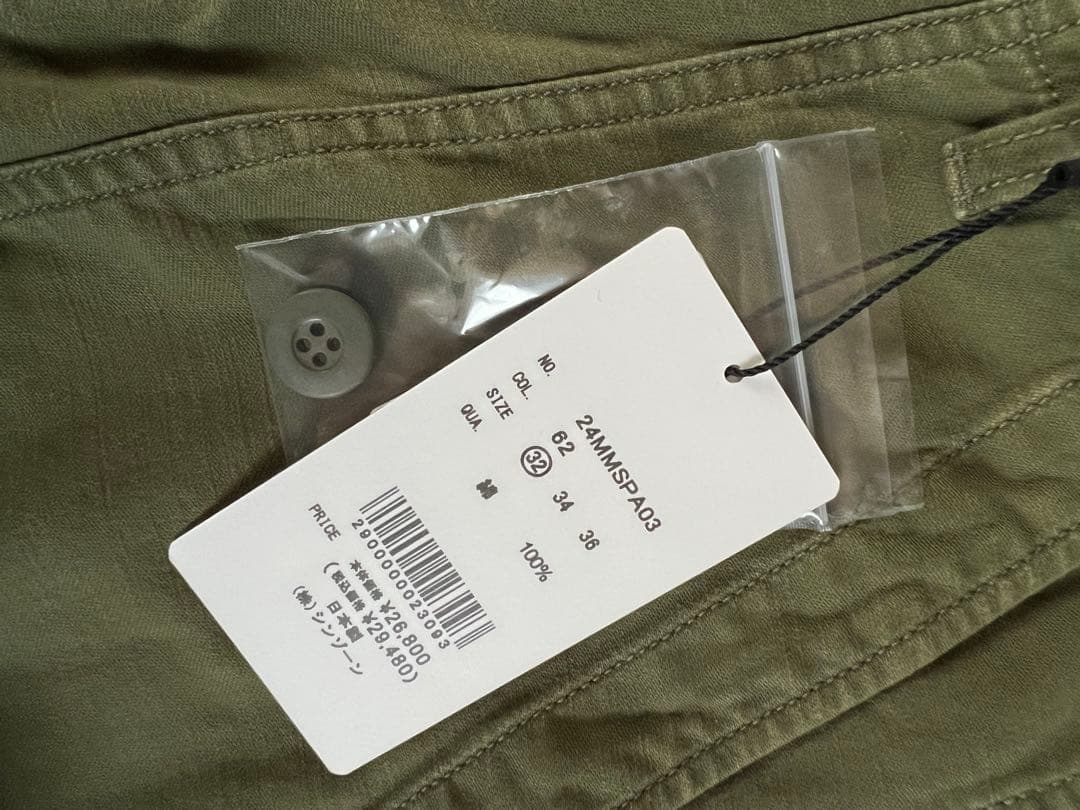 NO. 24MMSPA03
COL. 62
SIZE 32 34 36
QUA. 綿 100%
2900000023093
PRICE 本体価格 ¥26,800
(税込価格 ¥29,480)
日本製
(株)シンゾーン